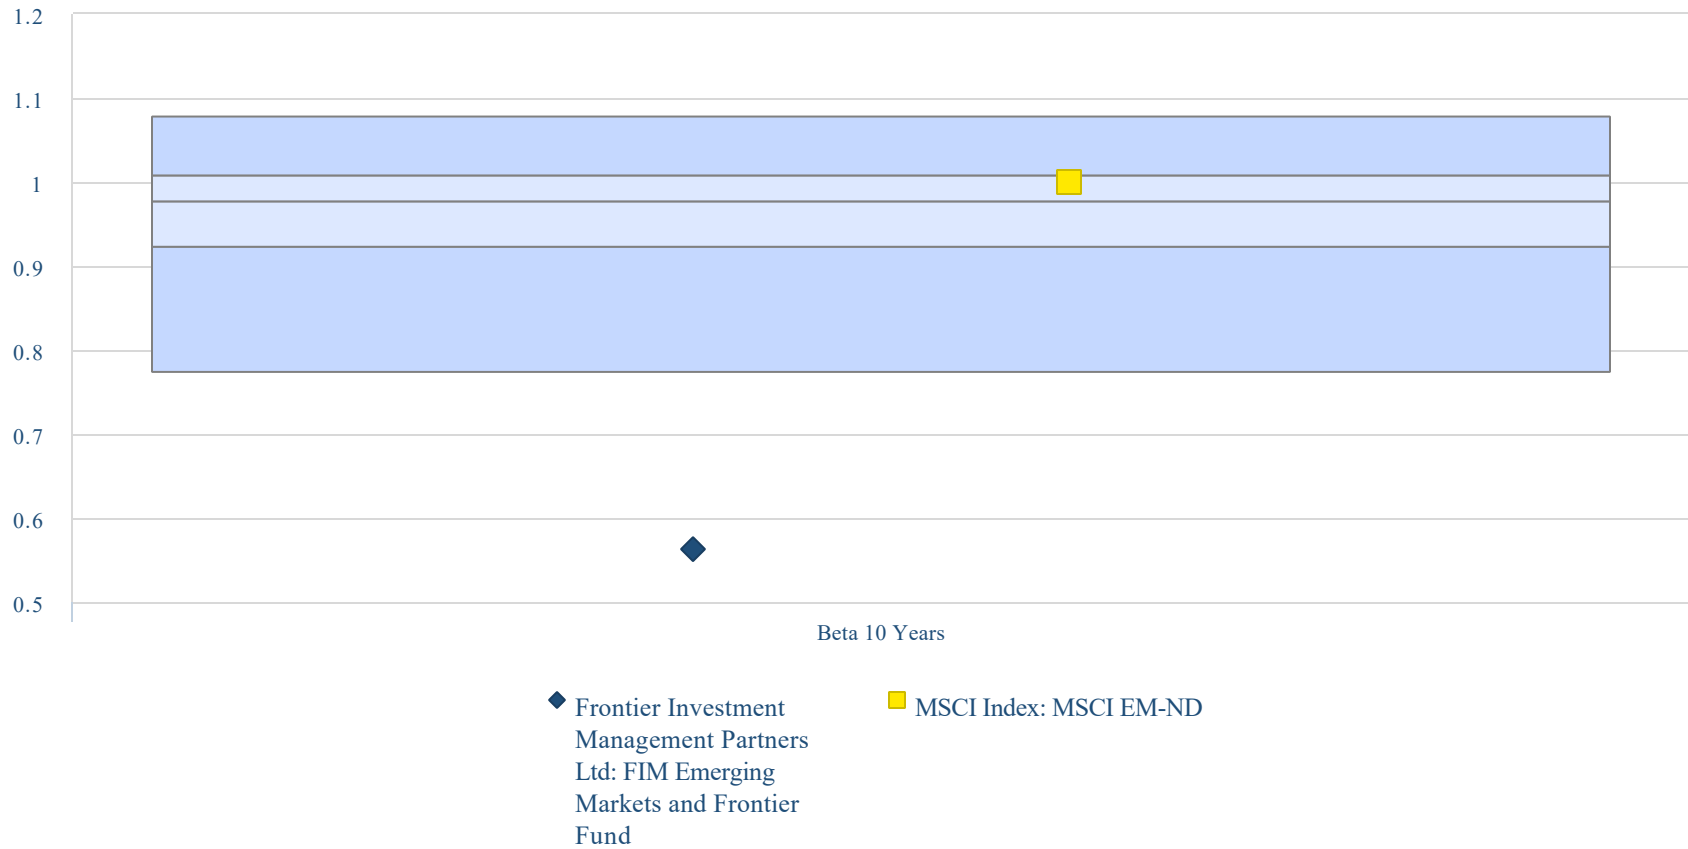 1.2
1.1
1
0.9
0.8
0.7
0.6
0.5
Beta 10 Years
Frontier Investment
Management Partners
Ltd: FIM Emerging
Markets and Frontier
Fund
MSCI Index: MSCI EM-ND